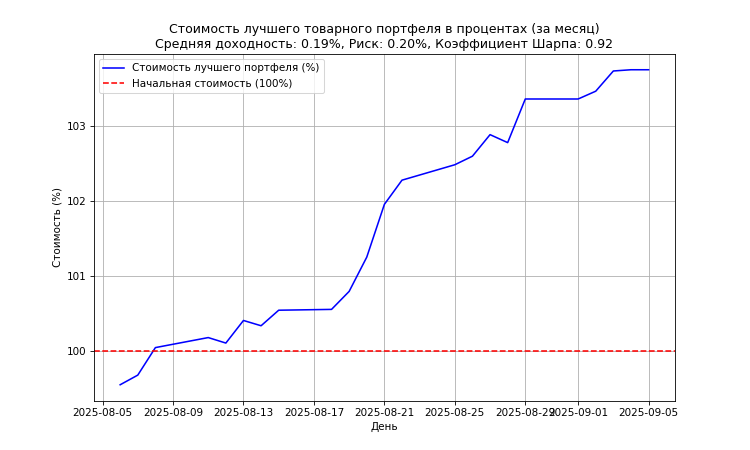 Стоимость лучшего товарного портфеля в процентах (за месяц)
Средняя доходность: 0.19%, Риск: 0.20%, Коэффициент Шарпа: 0.92
Стоимость лучшего портфеля (%)
Начальная стоимость (100%)
Стоимость (%)
103
102
101
100
2025-08-05 2025-08-09 2025-08-13 2025-08-17 2025-08-21 2025-08-25 2025-08-29 2025-09-01 2025-09-05
День